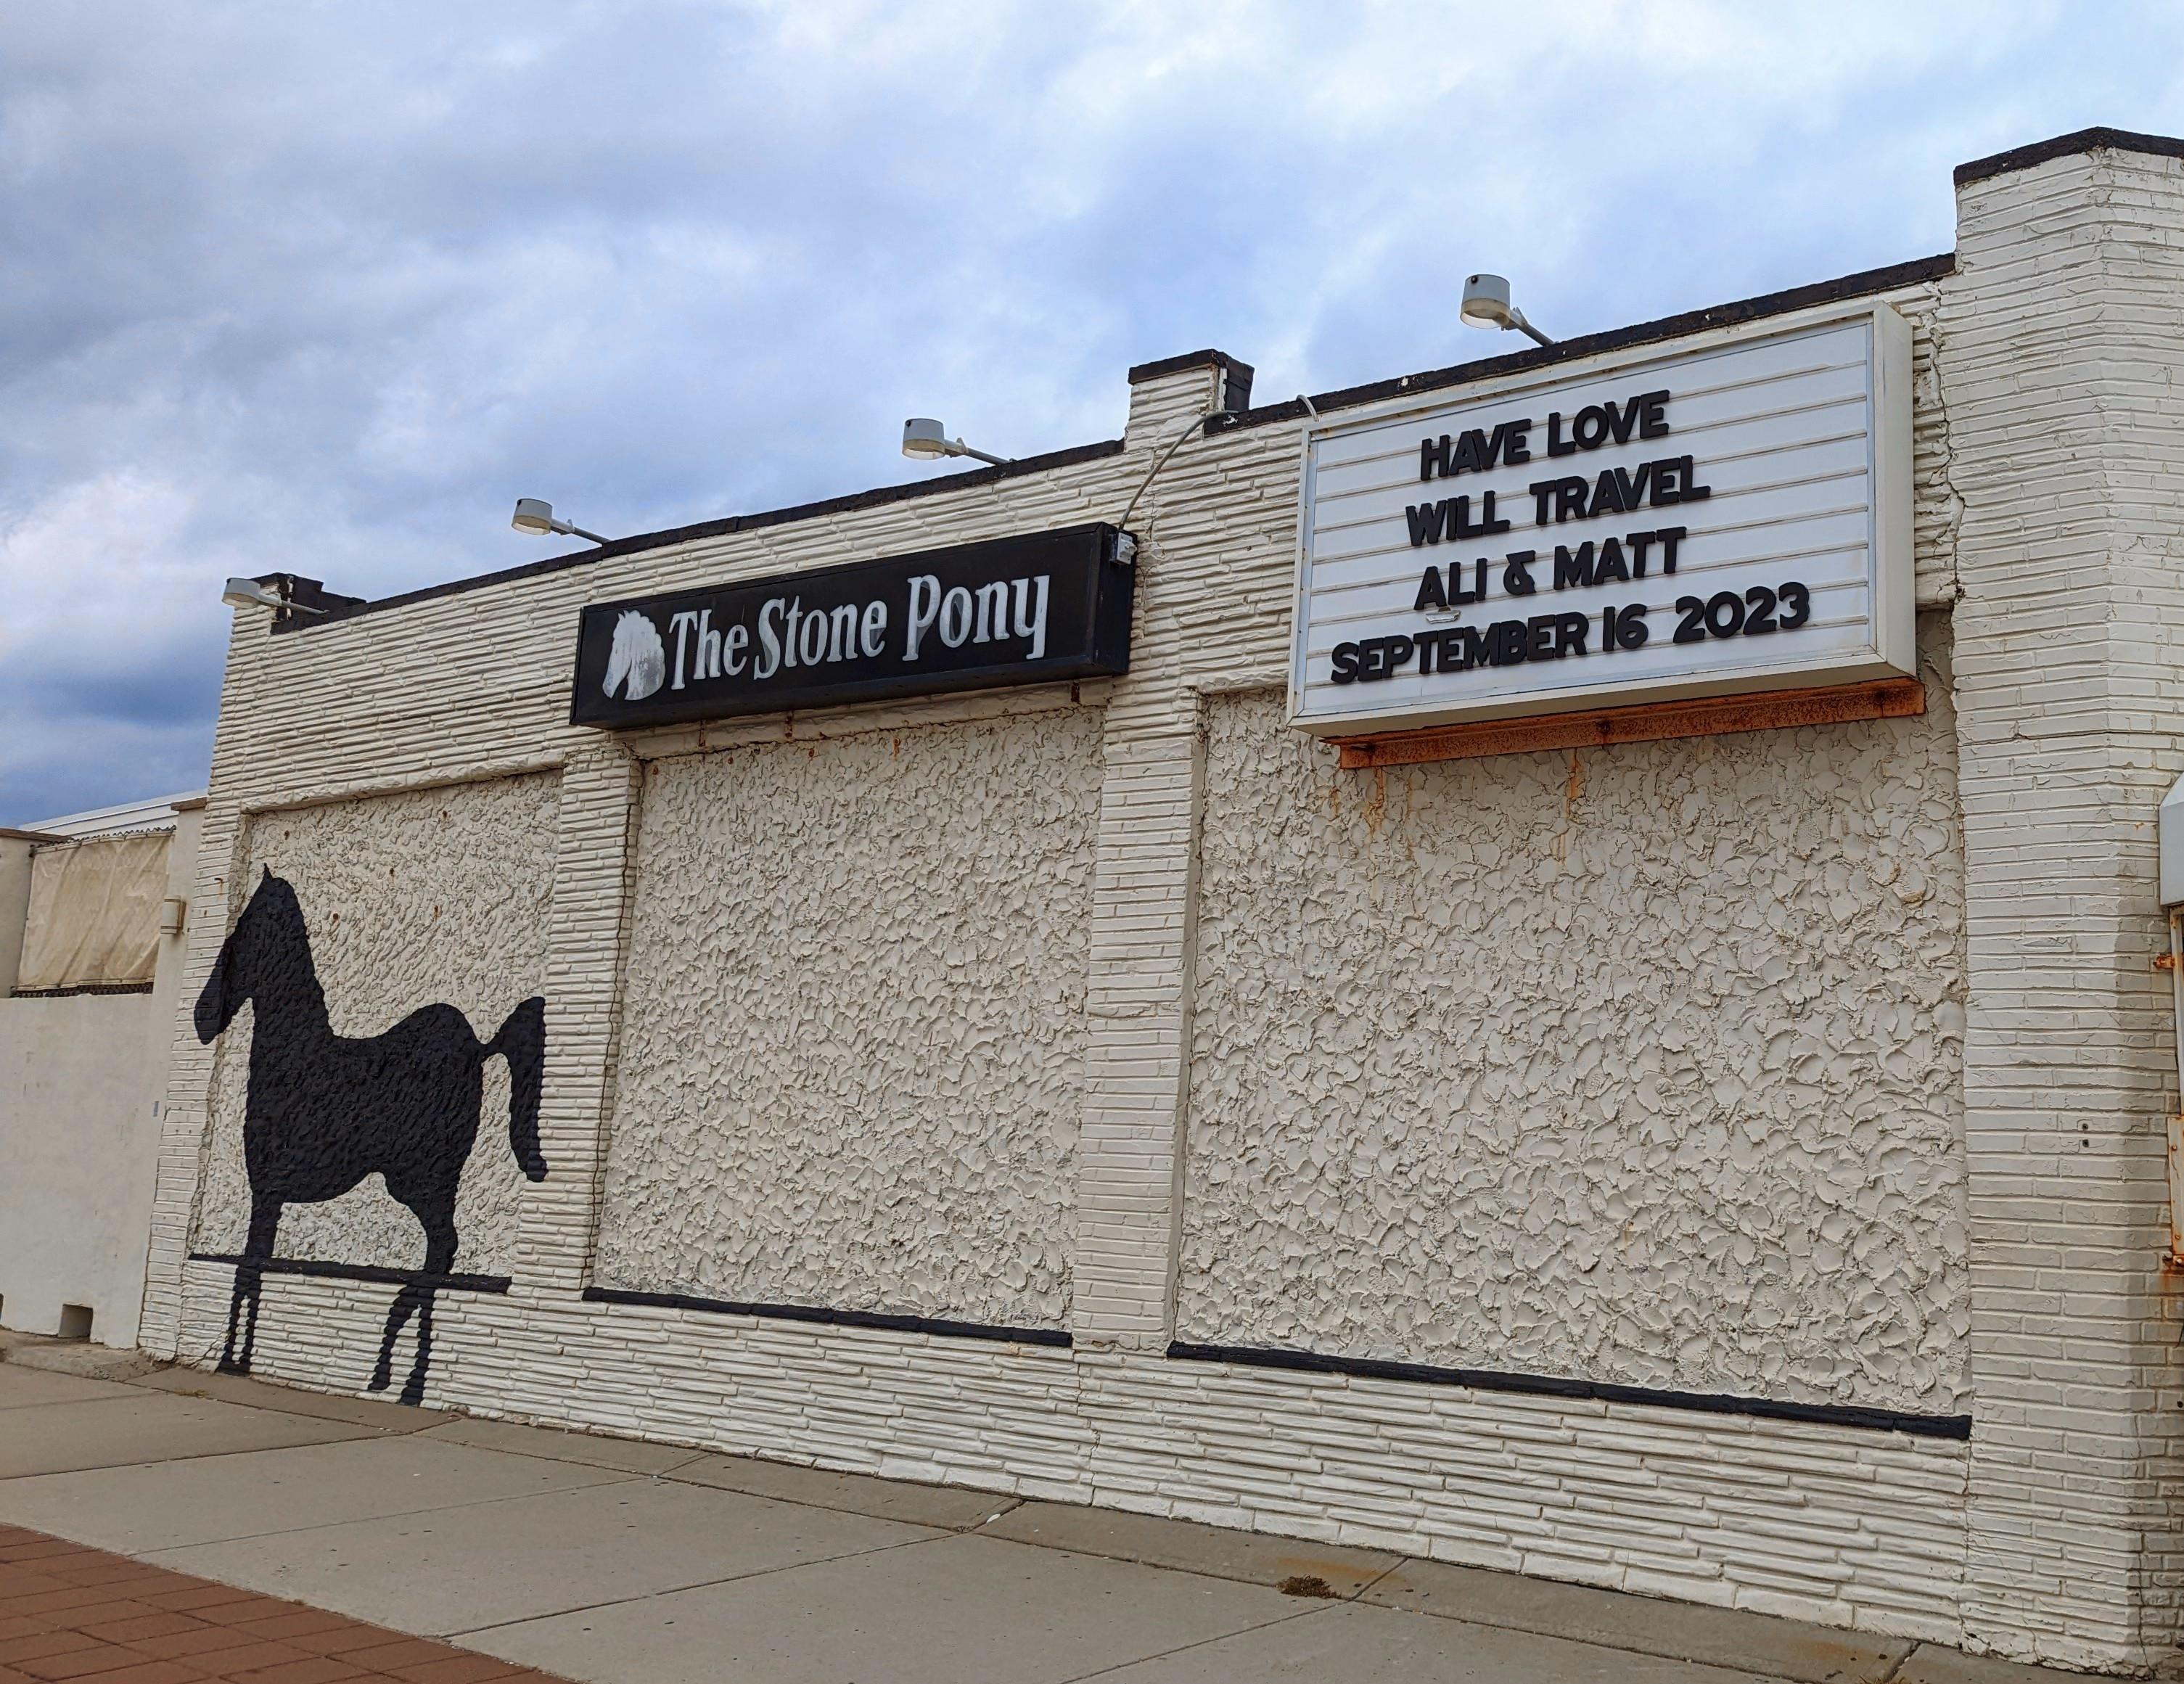 The Stone Pony
HAVE LOVE
WILL TRAVEL
ALI & MATT
SEPTEMBER 16 2023